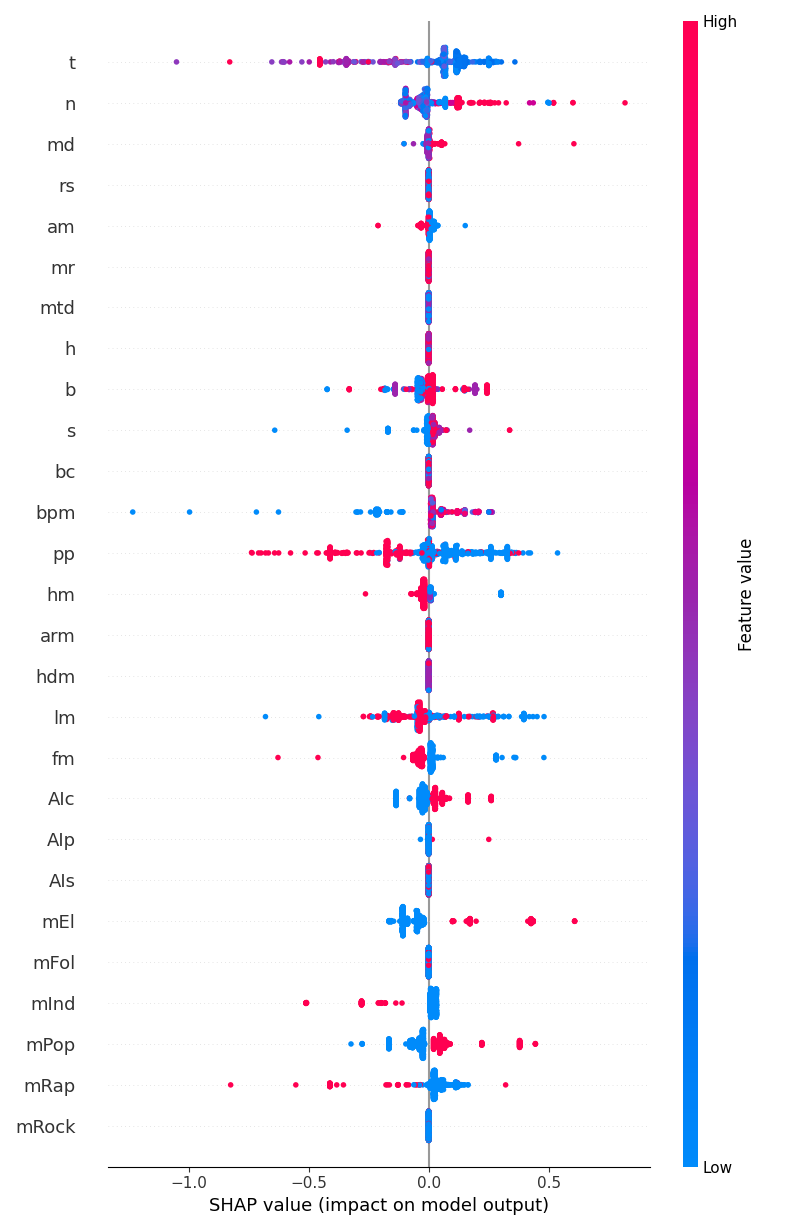 High
t
n
md
rs
am
mr
mtd
h
b
s
bc
bpm
pp
hm
arm
hdm
lm
fm
AIc
AIp
AIs
mEl
mFol
mInd
mPop
mRap
mRock
Feature value
Low
−1.0 −0.5 0.0 0.5
SHAP value (impact on model output)